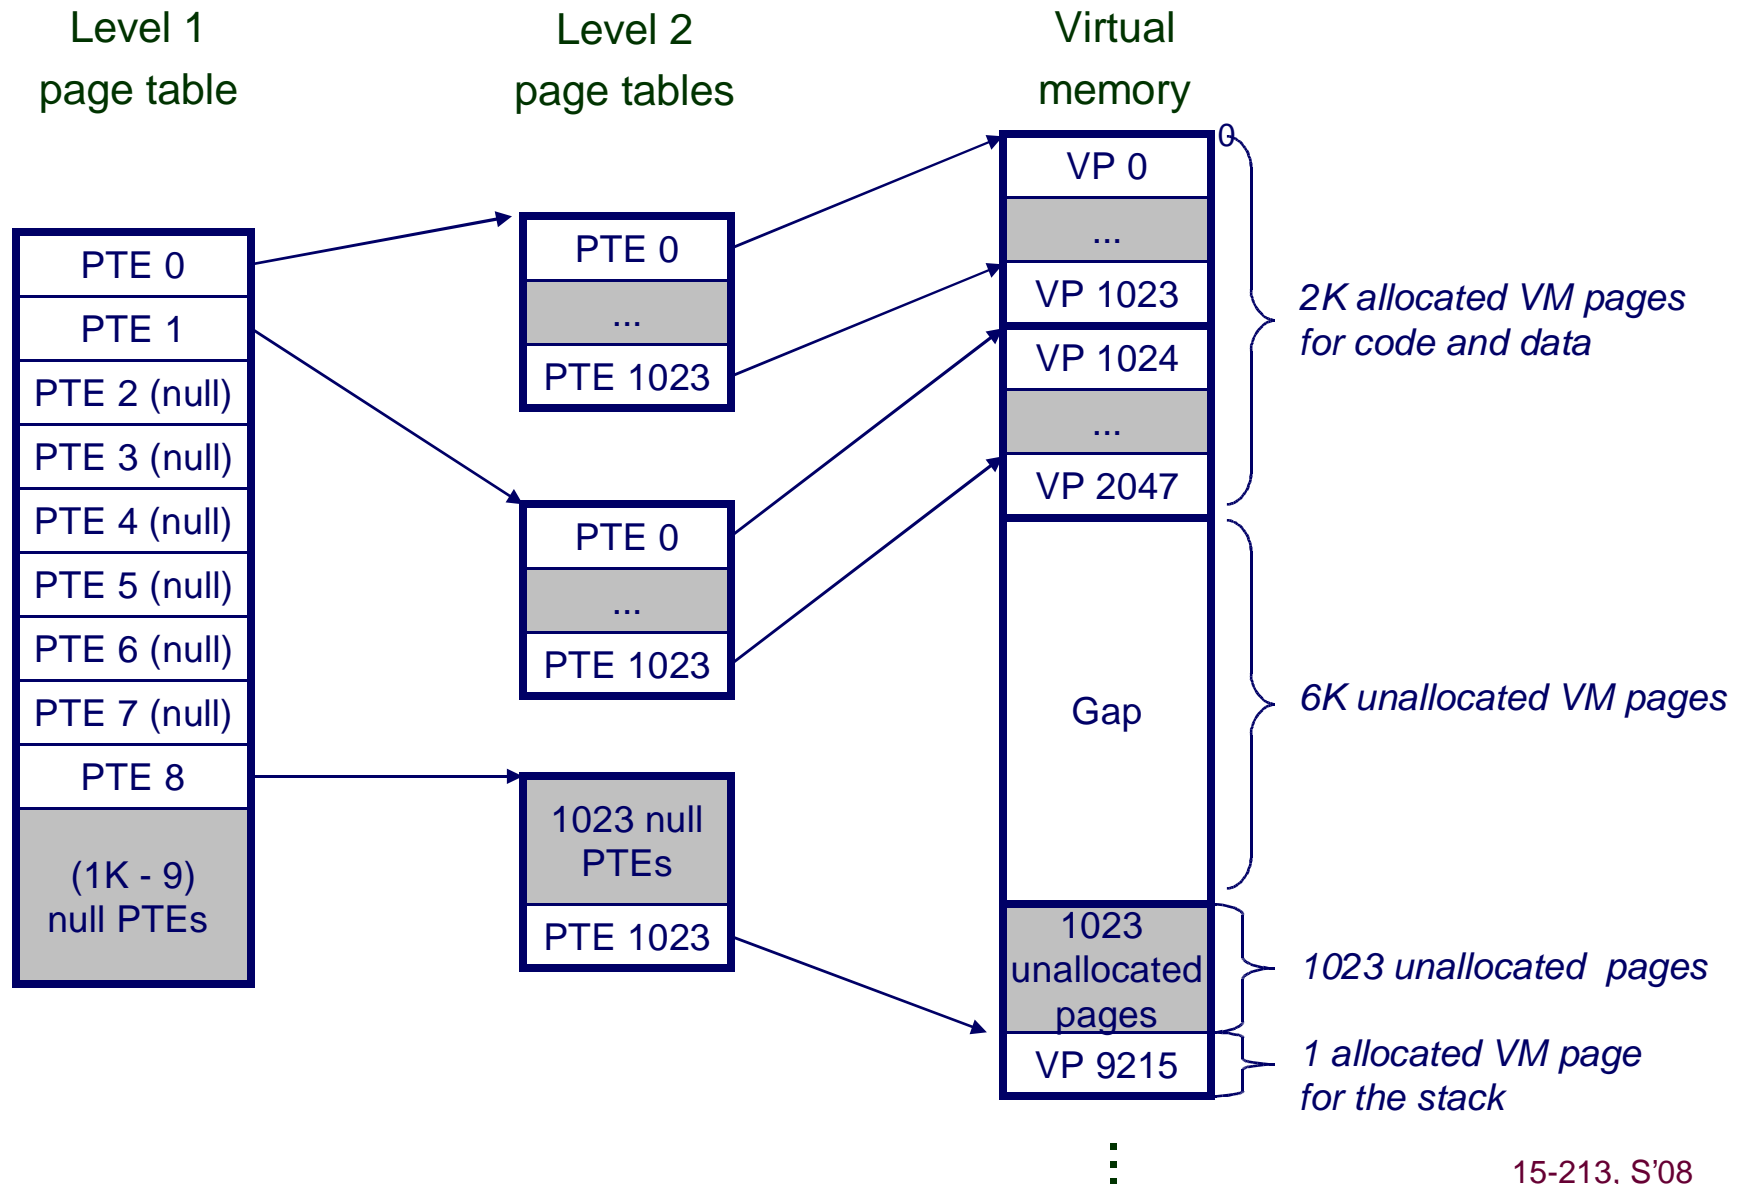 Level 1
page table
Level 2
page tables
Virtual
memory
PTE 0
PTE 1
PTE 2 (null)
PTE 3 (null)
PTE 4 (null)
PTE 5 (null)
PTE 6 (null)
PTE 7 (null)
PTE 8
(1K - 9)
null PTEs
PTE 0
...
PTE 1023
PTE 0
...
PTE 1023
1023 null
PTEs
PTE 1023
0
VP 0
...
VP 1023
VP 1024
...
VP 2047
Gap
1023
unallocated
pages
VP 9215
2K allocated VM pages
for code and data
6K unallocated VM pages
1023 unallocated pages
1 allocated VM page
for the stack
15-213, S’08